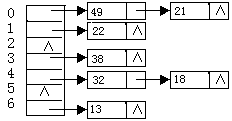 0 49 21 ∧
1 22 ∧
2 ∧
3 38 ∧
4 32 18 ∧
5 ∧
6 13 ∧